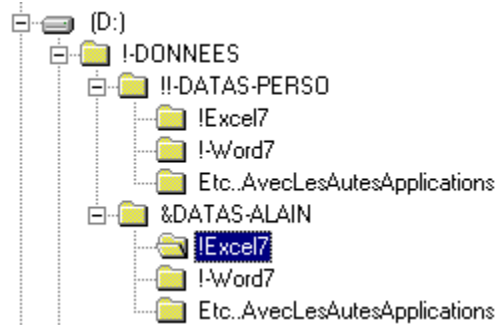 (D:)
!-DONNEES
!!-DATAS-PERSO
!Excel7
!-Word7
Etc..AvecLesAutesApplications
&DATAS-ALAIN
!Excel7
!-Word7
Etc..AvecLesAutesApplications